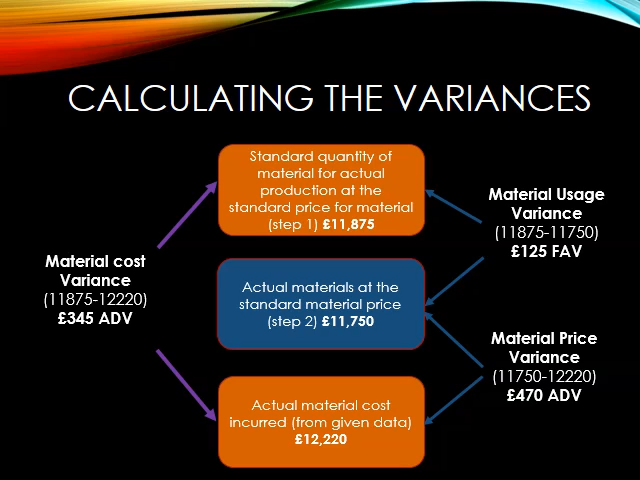 CALCULATING THE VARIANCES
Standard quantity of
material for actual
production at the
standard price for material
(step 1) £11,875
Material Usage
Variance
(11875-11750)
£125 FAV
Material cost
Variance
(11875-12220)
£345 ADV
Actual materials at the
standard material price
(step 2) £11,750
Material Price
Variance
(11750-12220)
£470 ADV
Actual material cost
incurred (from given data)
£12,220